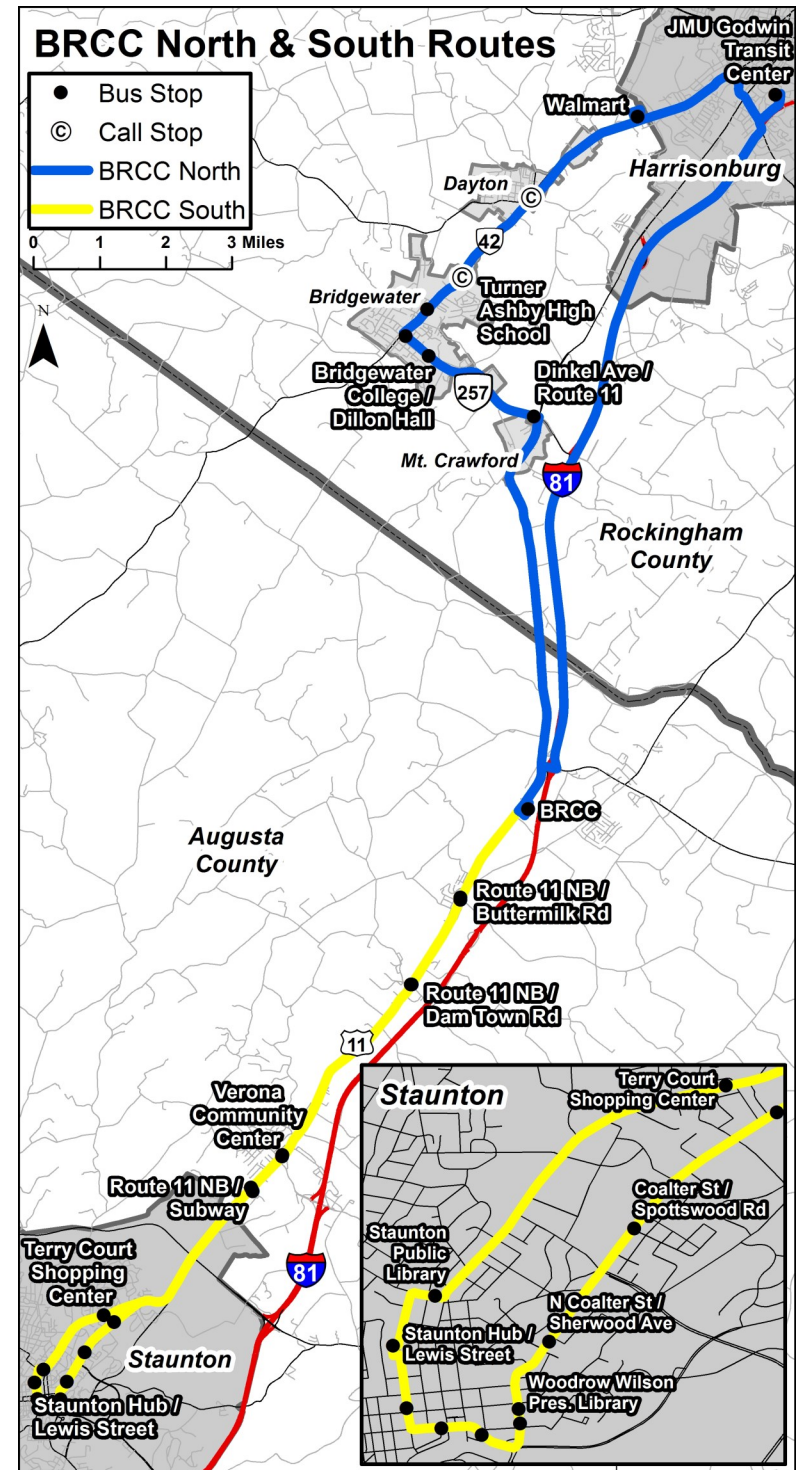 BRCC North & South Routes
Bus Stop
© Call Stop
BRCC North
BRCC South
0 1 2 3 Miles
N
JMU Godwin
Transit
Center
Walmart
Harrisonburg
Dayton
©
42
©
Bridgewater
Turner
Ashby High
School
Bridgewater
College /
Dillon Hall
257
Dinkel Ave /
Route 11
Mt. Crawford
81
Rockingham
County
BRCC
Augusta
County
Route 11 NB /
Buttermilk Rd
Route 11 NB /
Dam Town Rd
11
Verona
Community
Center
Route 11 NB /
Subway
81
Terry Court
Shopping
Center
Staunton
Staunton Hub /
Lewis Street
Staunton
Terry Court
Shopping Center
Coalter St /
Spottswood Rd
Staunton
Public
Library
N Coalter St /
Sherwood Ave
Staunton Hub /
Lewis Street
Woodrow Wilson
Pres. Library